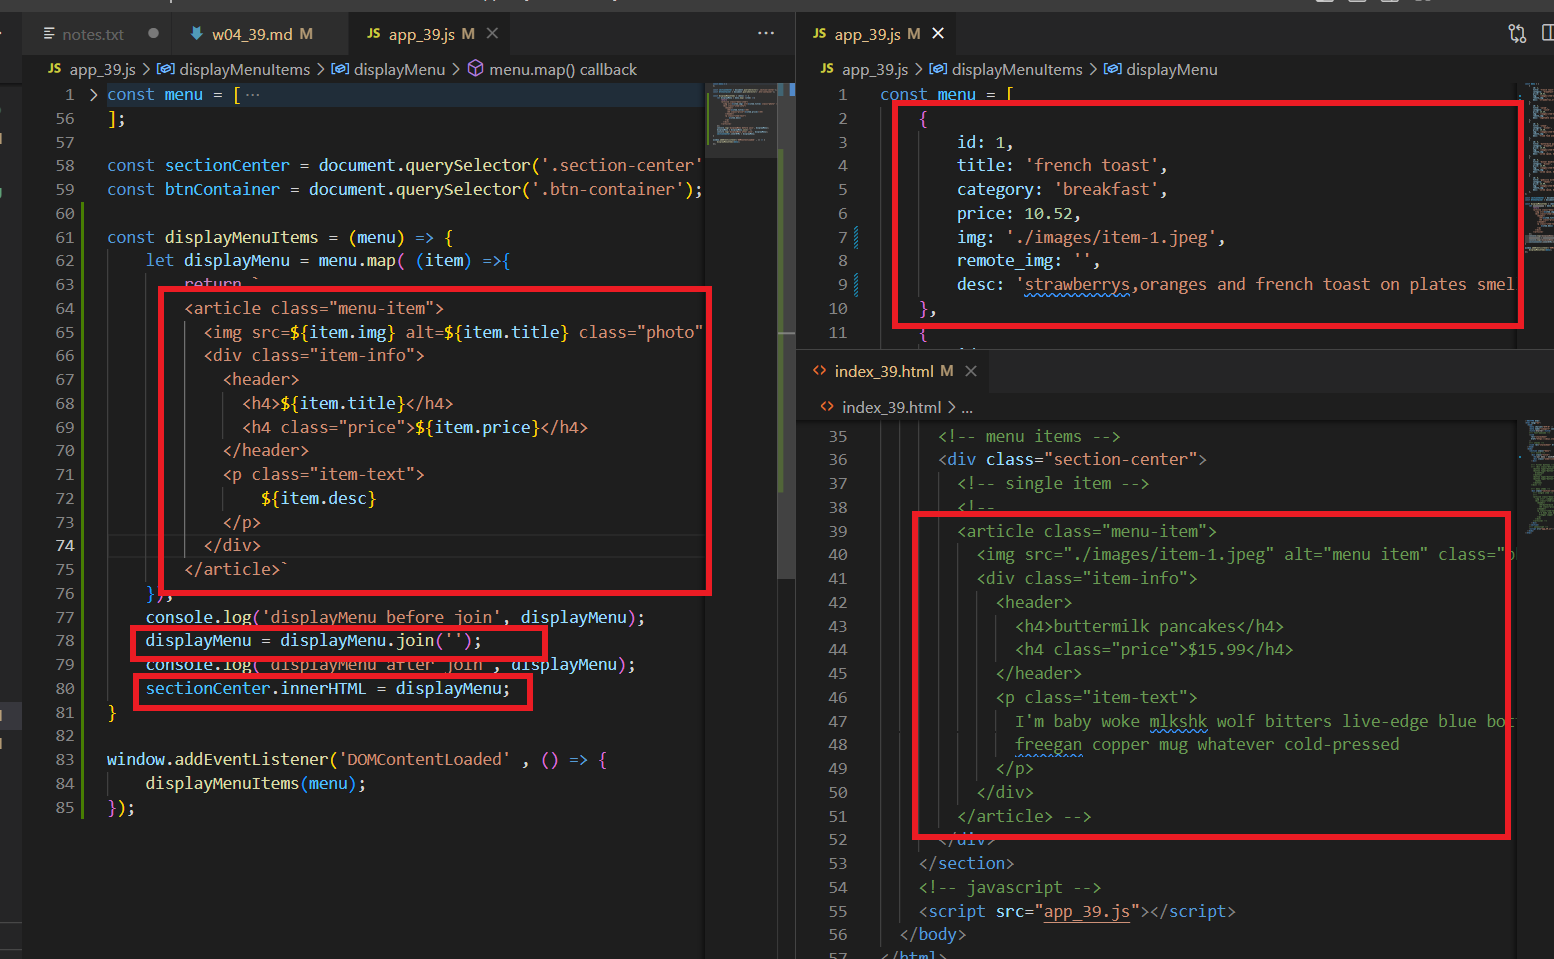 notes.txt
w04_39.md M
JS app_39.js M
JS app_39.js > displayMenuItems > displayMenu > menu.map() callback
1 const menu = [ ...
56 ];
57
58 const sectionCenter = document.querySelector('.section-center'
59 const btnContainer = document.querySelector('.btn-container');
60
61 const displayMenuItems = (menu) => {
62 let displayMenu = menu.map( (item) =>{
63 return `
64 <article class="menu-item">
65 <img src=${item.img} alt=${item.title} class="photo"
66 <div class="item-info">
67 <header>
68 <h4>${item.title}</h4>
69 <h4 class="price">${item.price}</h4>
70 </header>
71 <p class="item-text">
72 ${item.desc}
73 </p>
74 </div>
75 </article>`
76 });
77 console.log('displayMenu before join', displayMenu);
78 displayMenu = displayMenu.join('');
79 console.log('displayMenu after join', displayMenu);
80 sectionCenter.innerHTML = displayMenu;
81 }
82
83 window.addEventListener('DOMContentLoaded' , () => {
84 displayMenuItems(menu);
85 });
JS app_39.js M
JS app_39.js > displayMenuItems > displayMenu
1 const menu = [
2 {
3 id: 1,
4 title: 'french toast',
5 category: 'breakfast',
6 price: 10.52,
7 img: './images/item-1.jpeg',
8 remote_img: '',
9 desc: 'strawberrys,oranges and french toast on plates smel
10 },
11 {
index_39.html M
index_39.html > ...
35 <!-- menu items -->
36 <div class="section-center">
37 <!-- single item -->
38 <!--
39 <article class="menu-item">
40 <img src="./images/item-1.jpeg" alt="menu item" class="p
41 <div class="item-info">
42 <header>
43 <h4>buttermilk pancakes</h4>
44 <h4 class="price">$15.99</h4>
45 </header>
46 <p class="item-text">
47 I'm baby woke mlkshk wolf bitters live-edge blue bot
48 freegan copper mug whatever cold-pressed
49 </p>
50 </div>
51 </article> -->
52 </div>
53 </section>
54 <!-- javascript -->
55 <script src="app_39.js"></script>
56 </body>
57 </html>